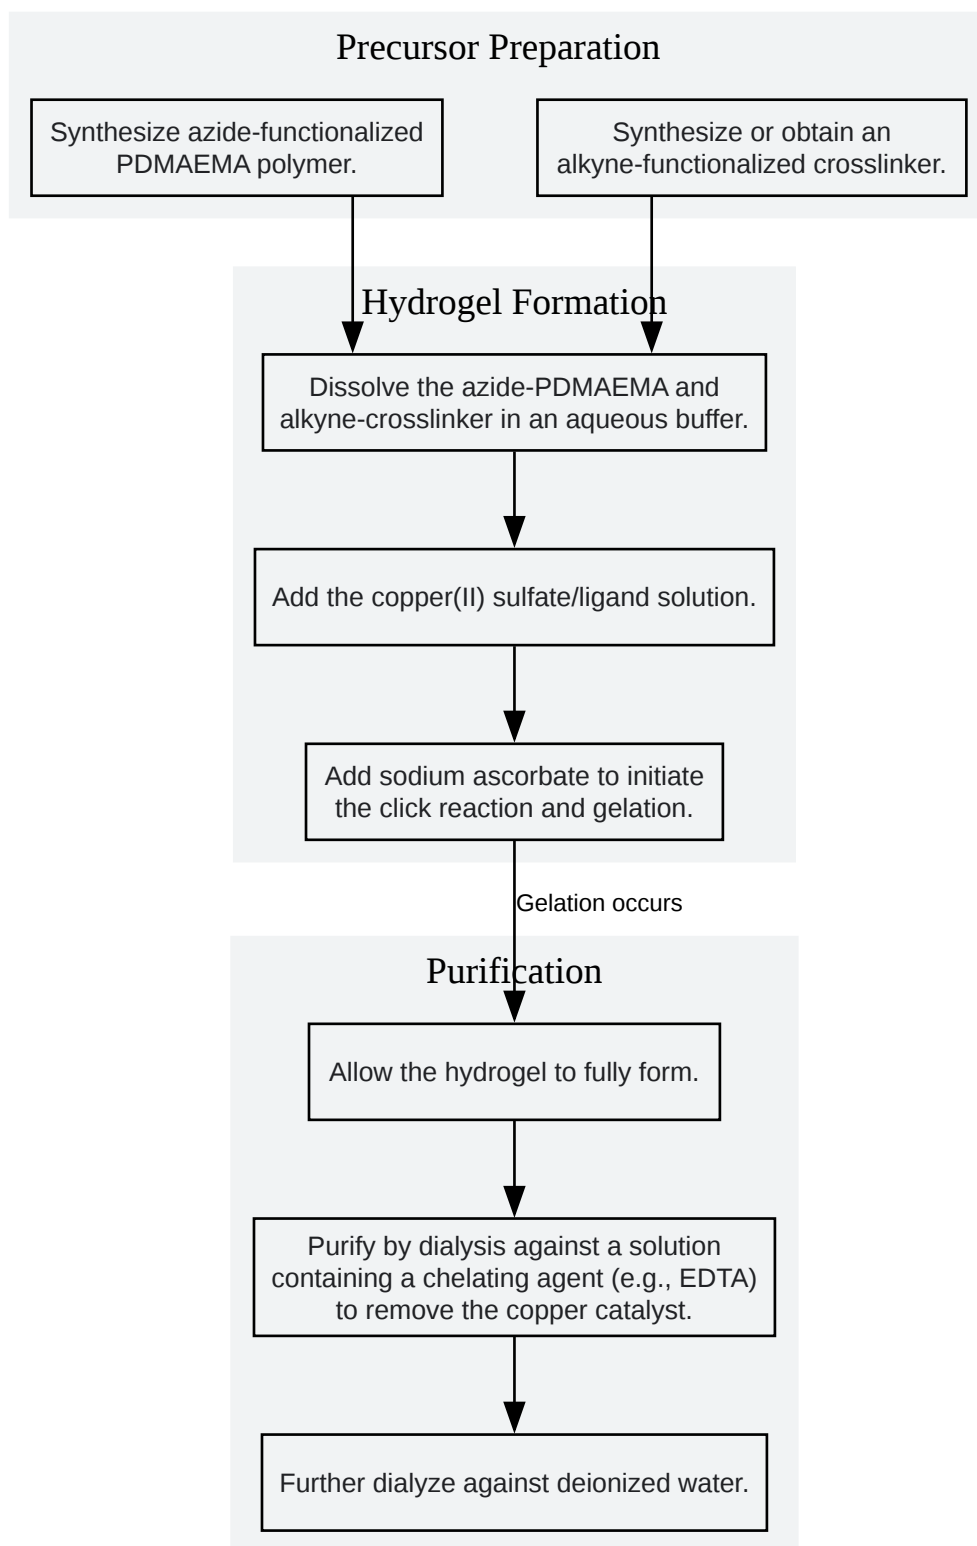 Precursor Preparation
Synthesize azide-functionalized
PDMAEMA polymer.
Synthesize or obtain an
alkyne-functionalized crosslinker.
Hydrogel Formation
Dissolve the azide-PDMAEMA and
alkyne-crosslinker in an aqueous buffer.
Add the copper(II) sulfate/ligand solution.
Add sodium ascorbate to initiate
the click reaction and gelation.
Gelation occurs
Purification
Allow the hydrogel to fully form.
Purify by dialysis against a solution
containing a chelating agent (e.g., EDTA)
to remove the copper catalyst.
Further dialyze against deionized water.